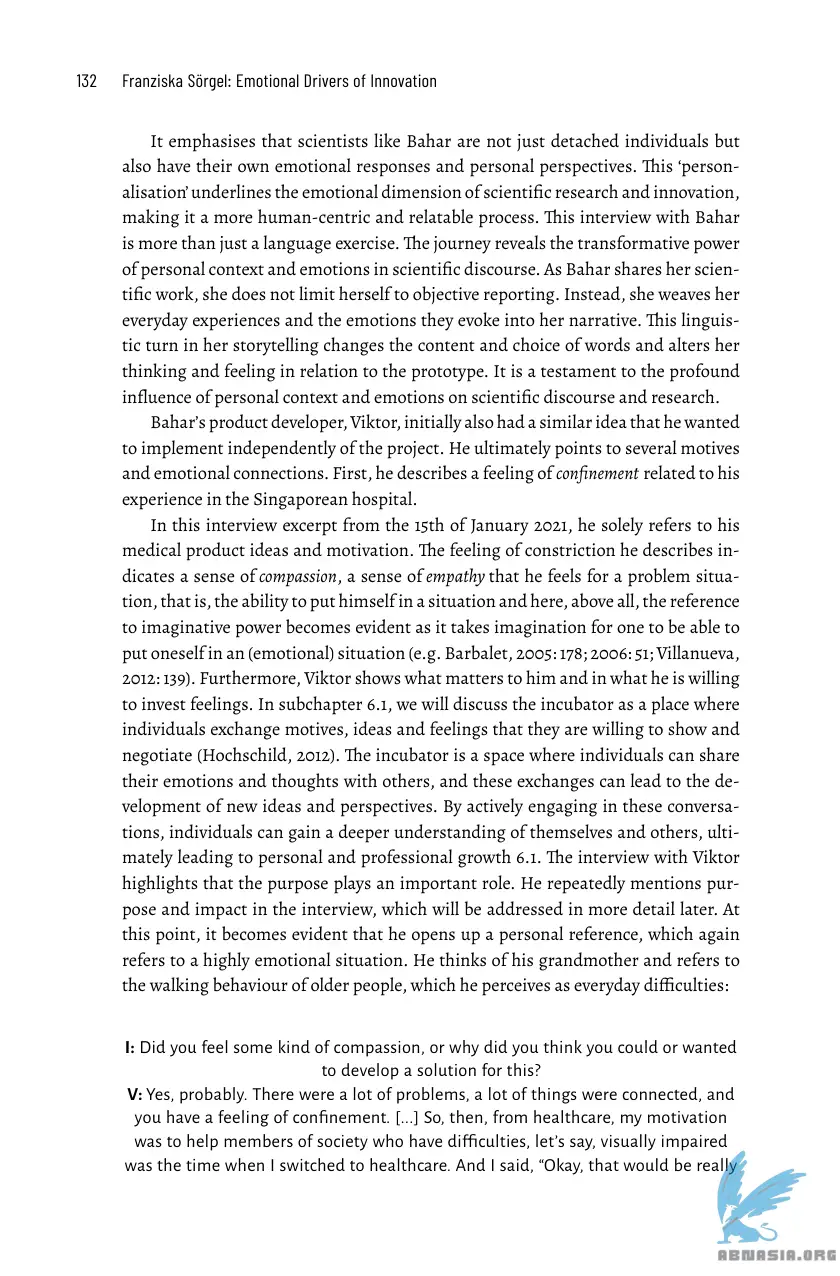 132 Franziska Sörgel: Emotional Drivers of Innovation
It emphasises that scientists like Bahar are not just detached individuals but
also have their own emotional responses and personal perspectives. This ‘person-
alisation’ underlines the emotional dimension of scientific research and innovation,
making it a more human-centric and relatable process. This interview with Bahar
is more than just a language exercise. The journey reveals the transformative power
of personal context and emotions in scientific discourse. As Bahar shares her scien-
tific work, she does not limit herself to objective reporting. Instead, she weaves her
everyday experiences and the emotions they evoke into her narrative. This linguis-
tic turn in her storytelling changes the content and choice of words and alters her
thinking and feeling in relation to the prototype. It is a testament to the profound
influence of personal context and emotions on scientific discourse and research.
Bahar’s product developer, Viktor, initially also had a similar idea that he wanted
to implement independently of the project. He ultimately points to several motives
and emotional connections. First, he describes a feeling of confinement related to his
experience in the Singaporean hospital.
In this interview excerpt from the 15th of January 2021, he solely refers to his
medical product ideas and motivation. The feeling of constriction he describes in-
dicates a sense of compassion, a sense of empathy that he feels for a problem situa-
tion, that is, the ability to put himself in a situation and here, above all, the reference
to imaginative power becomes evident as it takes imagination for one to be able to
put oneself in an (emotional) situation (e.g. Barbalet, 2005: 178; 2006: 51; Villanueva,
2012: 139). Furthermore, Viktor shows what matters to him and in what he is willing
to invest feelings. In subchapter 6.1, we will discuss the incubator as a place where
individuals exchange motives, ideas and feelings that they are willing to show and
negotiate (Hochschild, 2012). The incubator is a space where individuals can share
their emotions and thoughts with others, and these exchanges can lead to the de-
velopment of new ideas and perspectives. By actively engaging in these conversa-
tions, individuals can gain a deeper understanding of themselves and others, ulti-
mately leading to personal and professional growth 6.1. The interview with Viktor
highlights that the purpose plays an important role. He repeatedly mentions pur-
pose and impact in the interview, which will be addressed in more detail later. At
this point, it becomes evident that he opens up a personal reference, which again
refers to a highly emotional situation. He thinks of his grandmother and refers to
the walking behaviour of older people, which he perceives as everyday difficulties:
I: Did you feel some kind of compassion, or why did you think you could or wanted
to develop a solution for this?
V: Yes, probably. There were a lot of problems, a lot of things were connected, and
you have a feeling of confinement. [...] So, then, from healthcare, my motivation
was to help members of society who have difficulties, let’s say, visually impaired
was the time when I switched to healthcare. And I said, “Okay, that would be really
ABNASIA.ORG